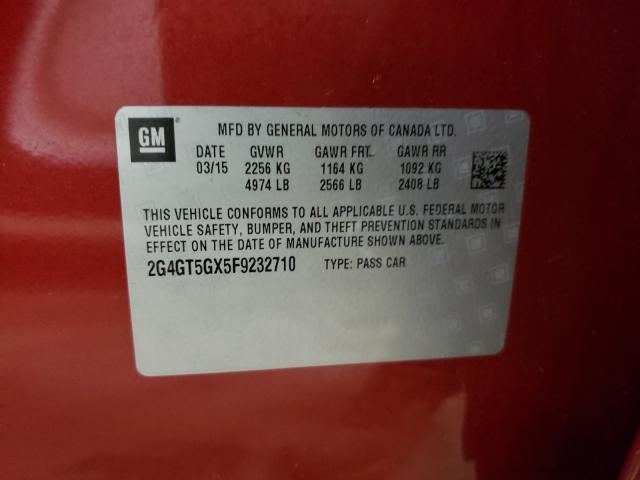 GM
MFD BY GENERAL MOTORS OF CANADA LTD.
DATE GVWR GAWR FRT. GAWR RR
03/15 2256 KG 1164 KG 1092 KG
4974 LB 2566 LB 2408 LB
THIS VEHICLE CONFORMS TO ALL APPLICABLE U.S. FEDERAL MOTOR
VEHICLE SAFETY, BUMPER, AND THEFT PREVENTION STANDARDS IN
EFFECT ON THE DATE OF MANUFACTURE SHOWN ABOVE.
2G4GT5GX5F9232710 TYPE: PASS CAR